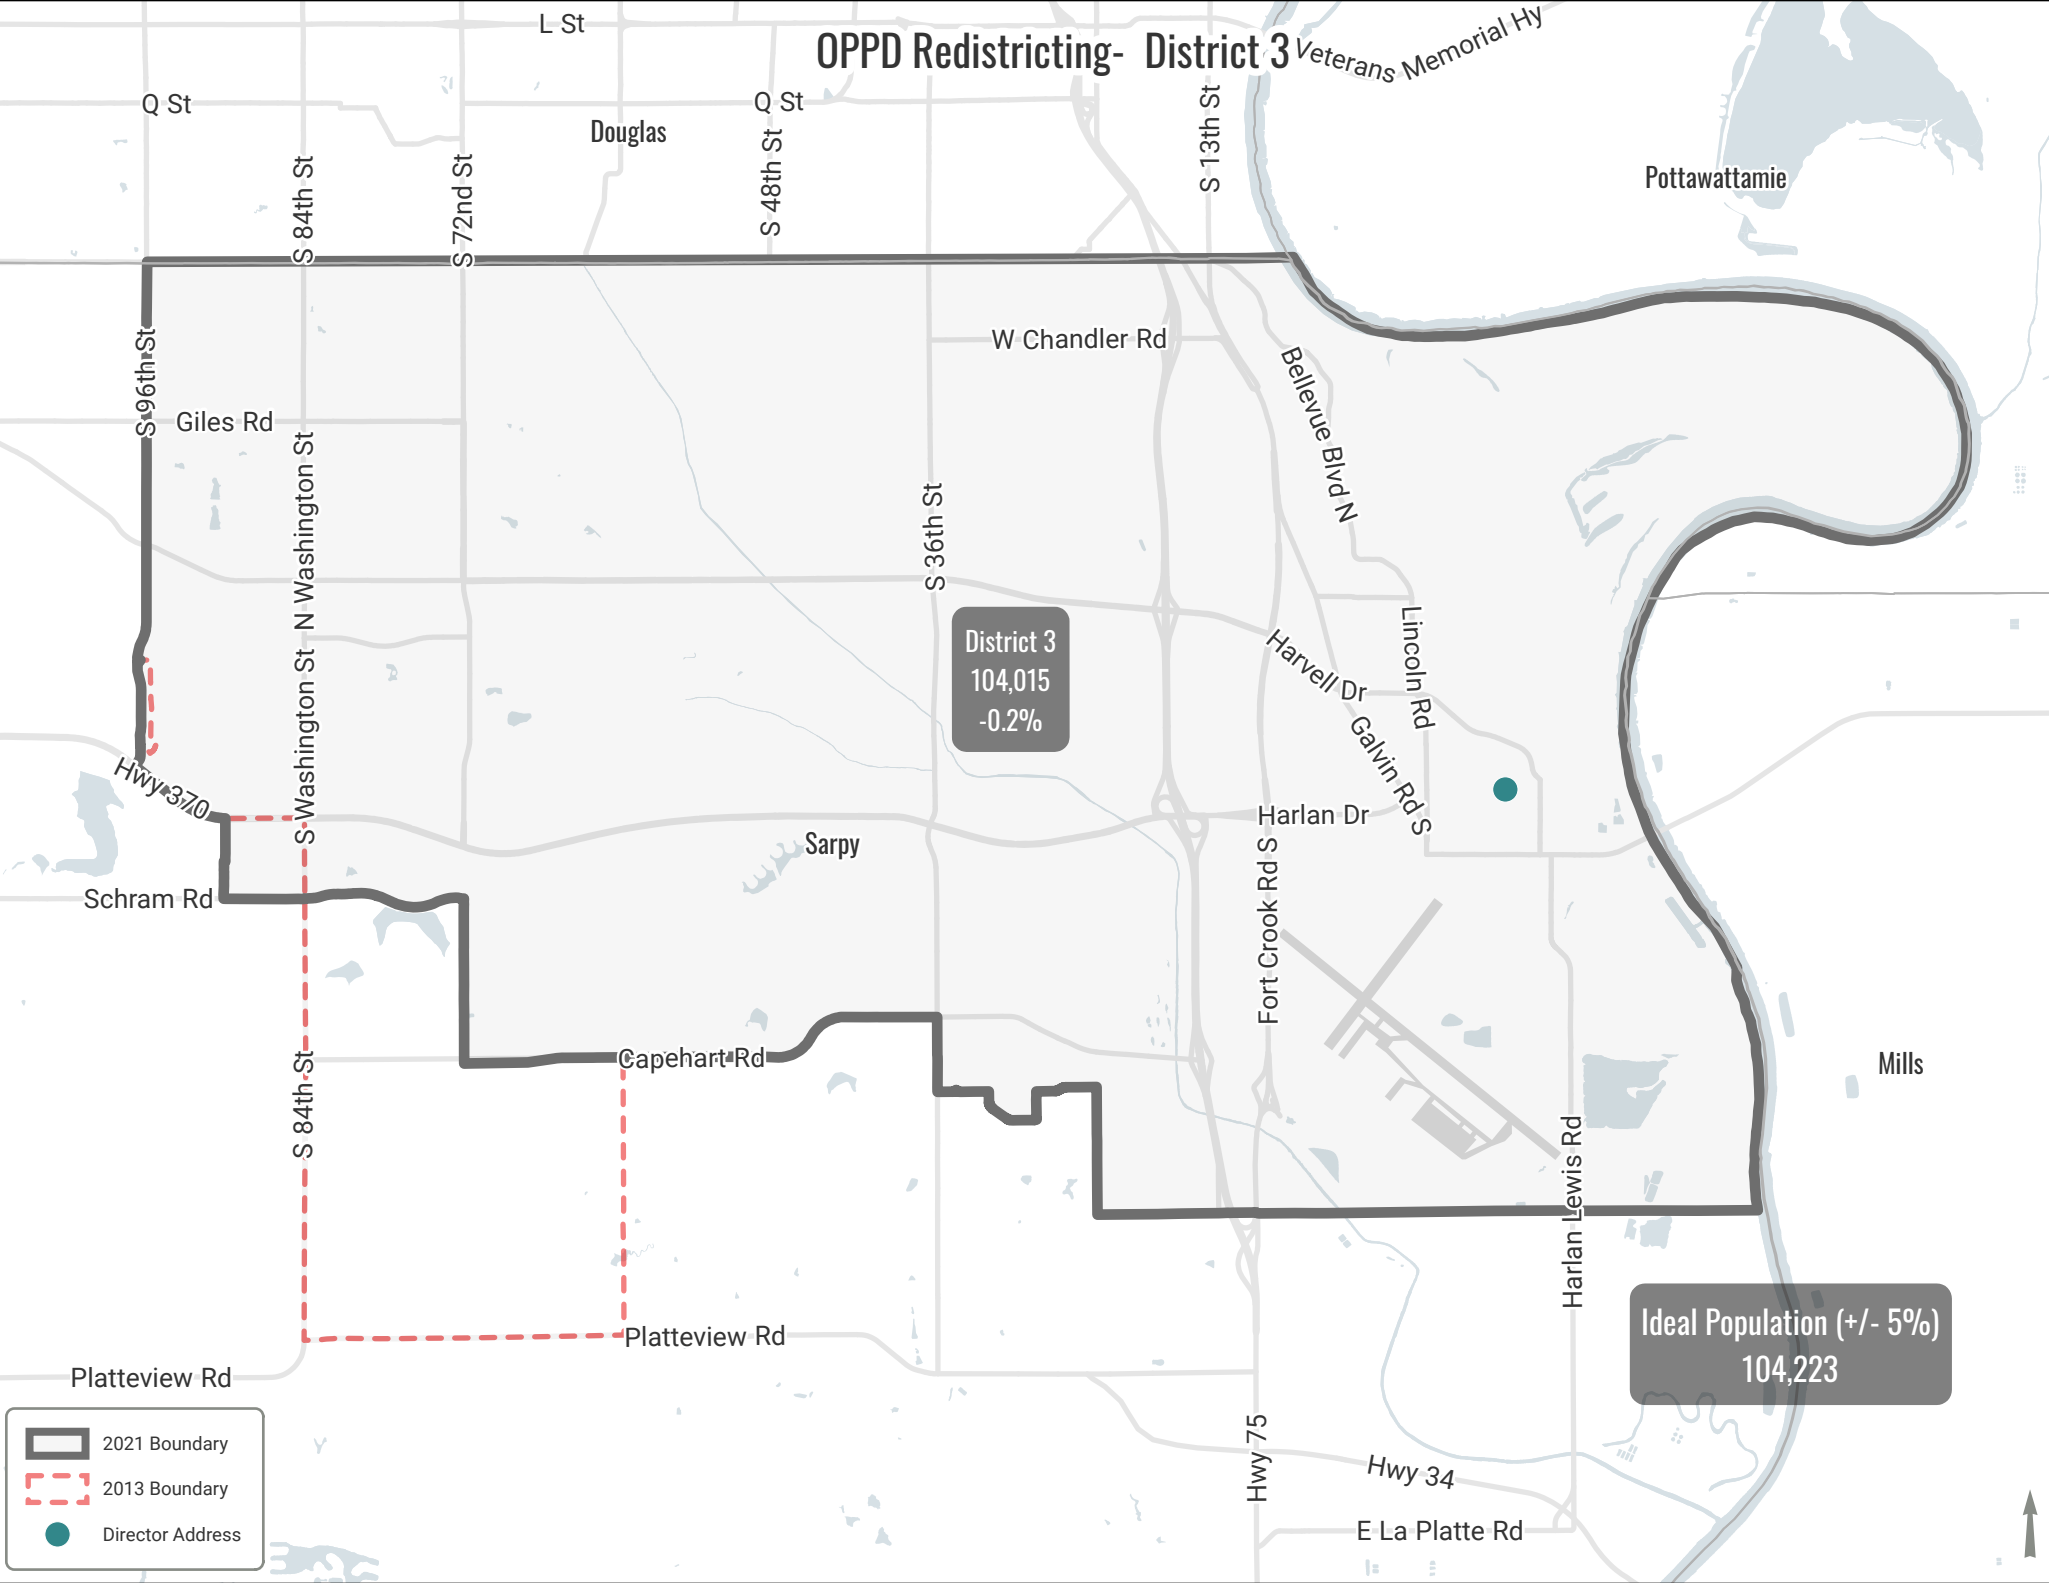 L St
OPPD Redistricting- District 3
Veterans Memorial Hy
Q St
Q St
Douglas
S 13th St
S 48th St
S 84th St
S 72nd St
Pottawattamie
W Chandler Rd
S 96th St
Giles Rd
Bellevue Blvd N
N Washington St
S 36th St
District 3
104,015
-0.2%
Lincoln Rd
Harvell Dr
S Washington St
Galvin Rd S
Hwy 370
Harlan Dr
Sarpy
Schram Rd
Fort Crook Rd S
Capehart Rd
Mills
S 84th St
Harlan Lewis Rd
Ideal Population (+/- 5%)
104,223
Platteview Rd
Platteview Rd
Hwy 75
Hwy 34
E La Platte Rd
2021 Boundary
2013 Boundary
Director Address